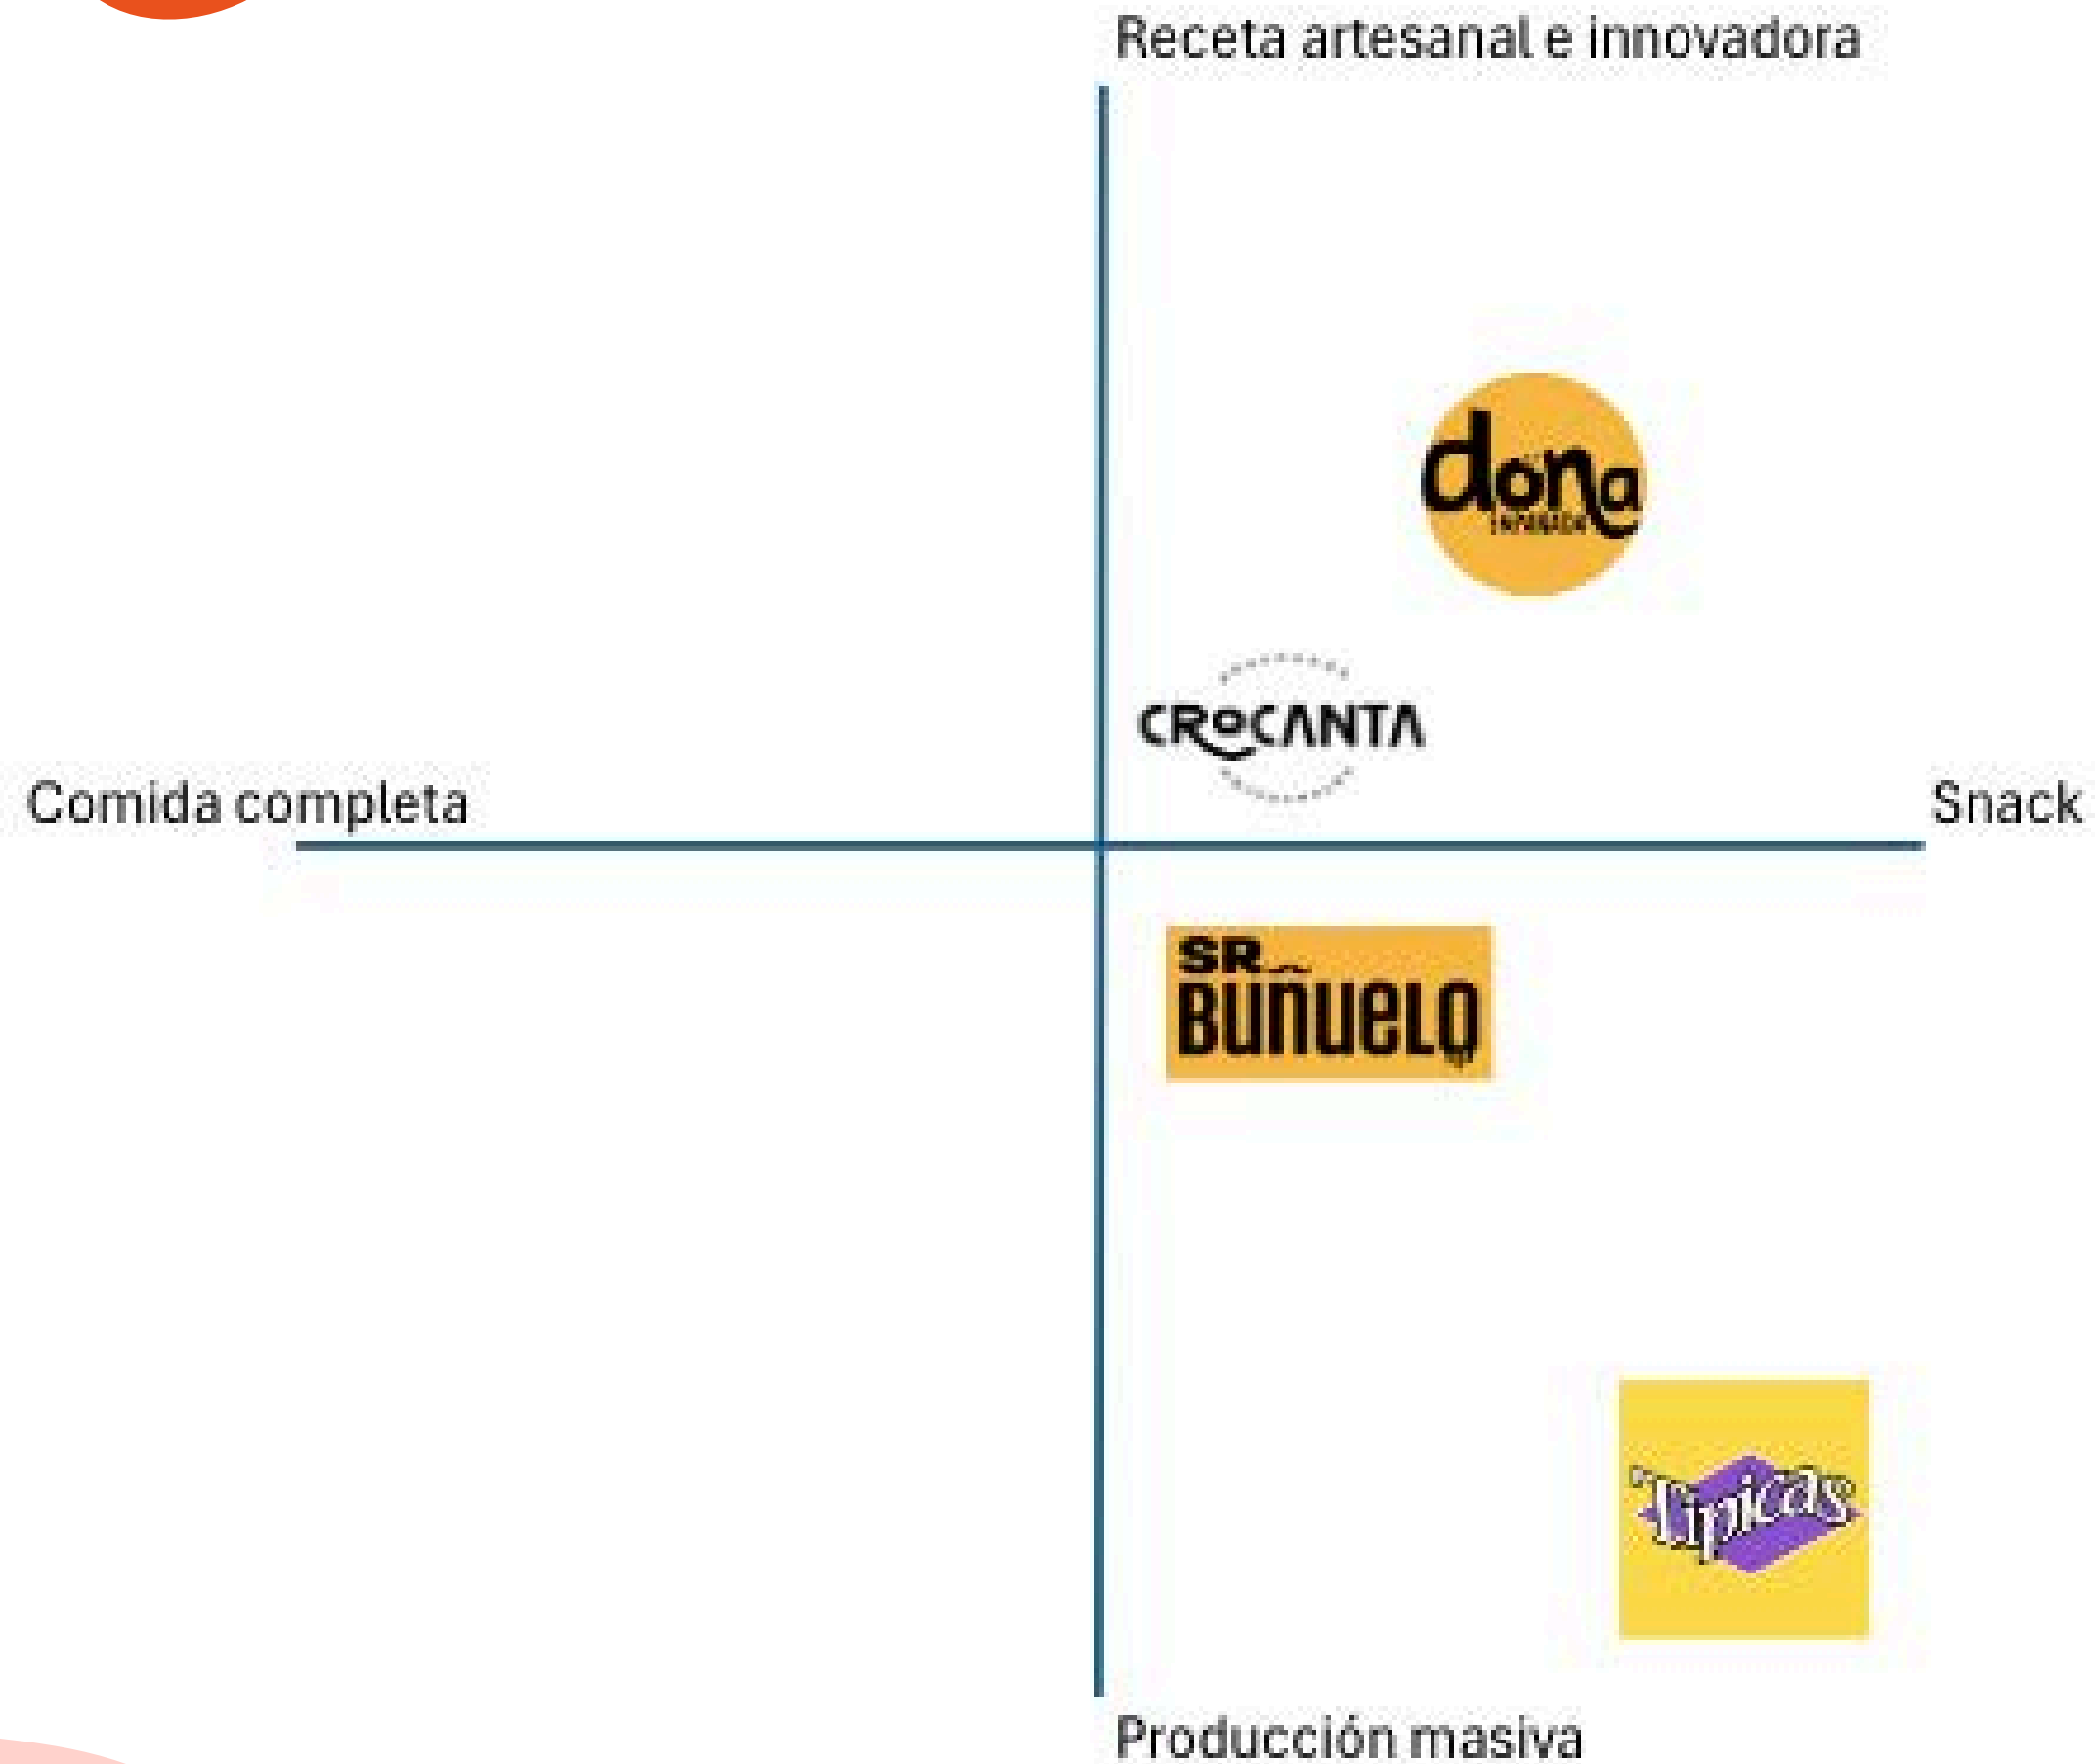 Receta artesanal e innovadora
dona
CROCANTA
Comida completa
Snack
SR.
BUÑUELO
Típicas
Producción masiva